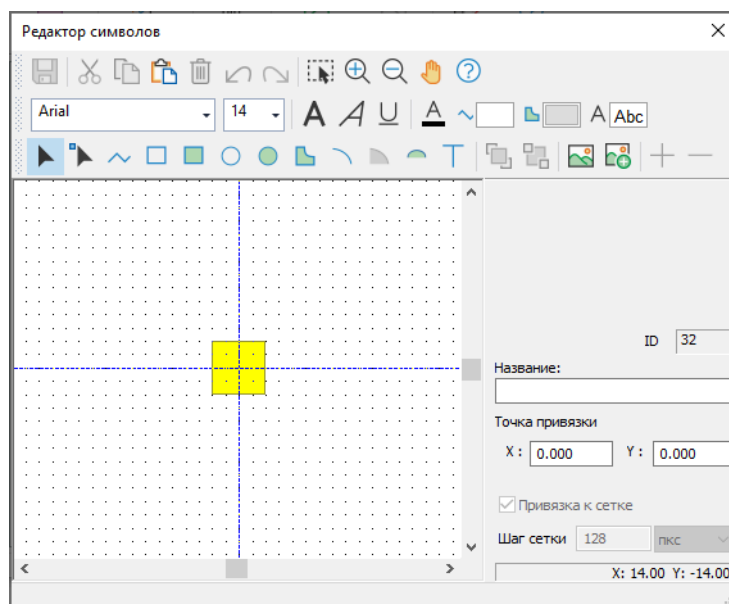 Редактор символов
Arial
14
A A U A A Abc
ID 32
Название:
Точка привязки
X : 0.000 Y : 0.000
Привязка к сетке
Шаг сетки 128 пкс
X: 14.00 Y: -14.00